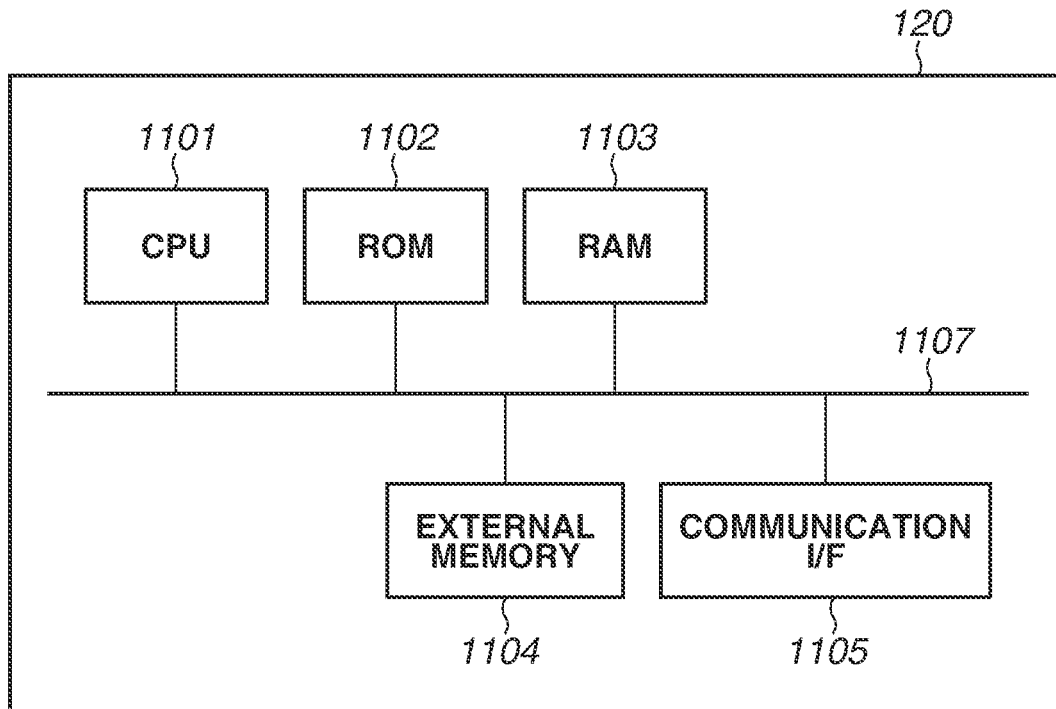 120
1101
1102
1103
CPU
ROM
RAM
1107
EXTERNAL
MEMORY
COMMUNICATION
I/F
1104
1105